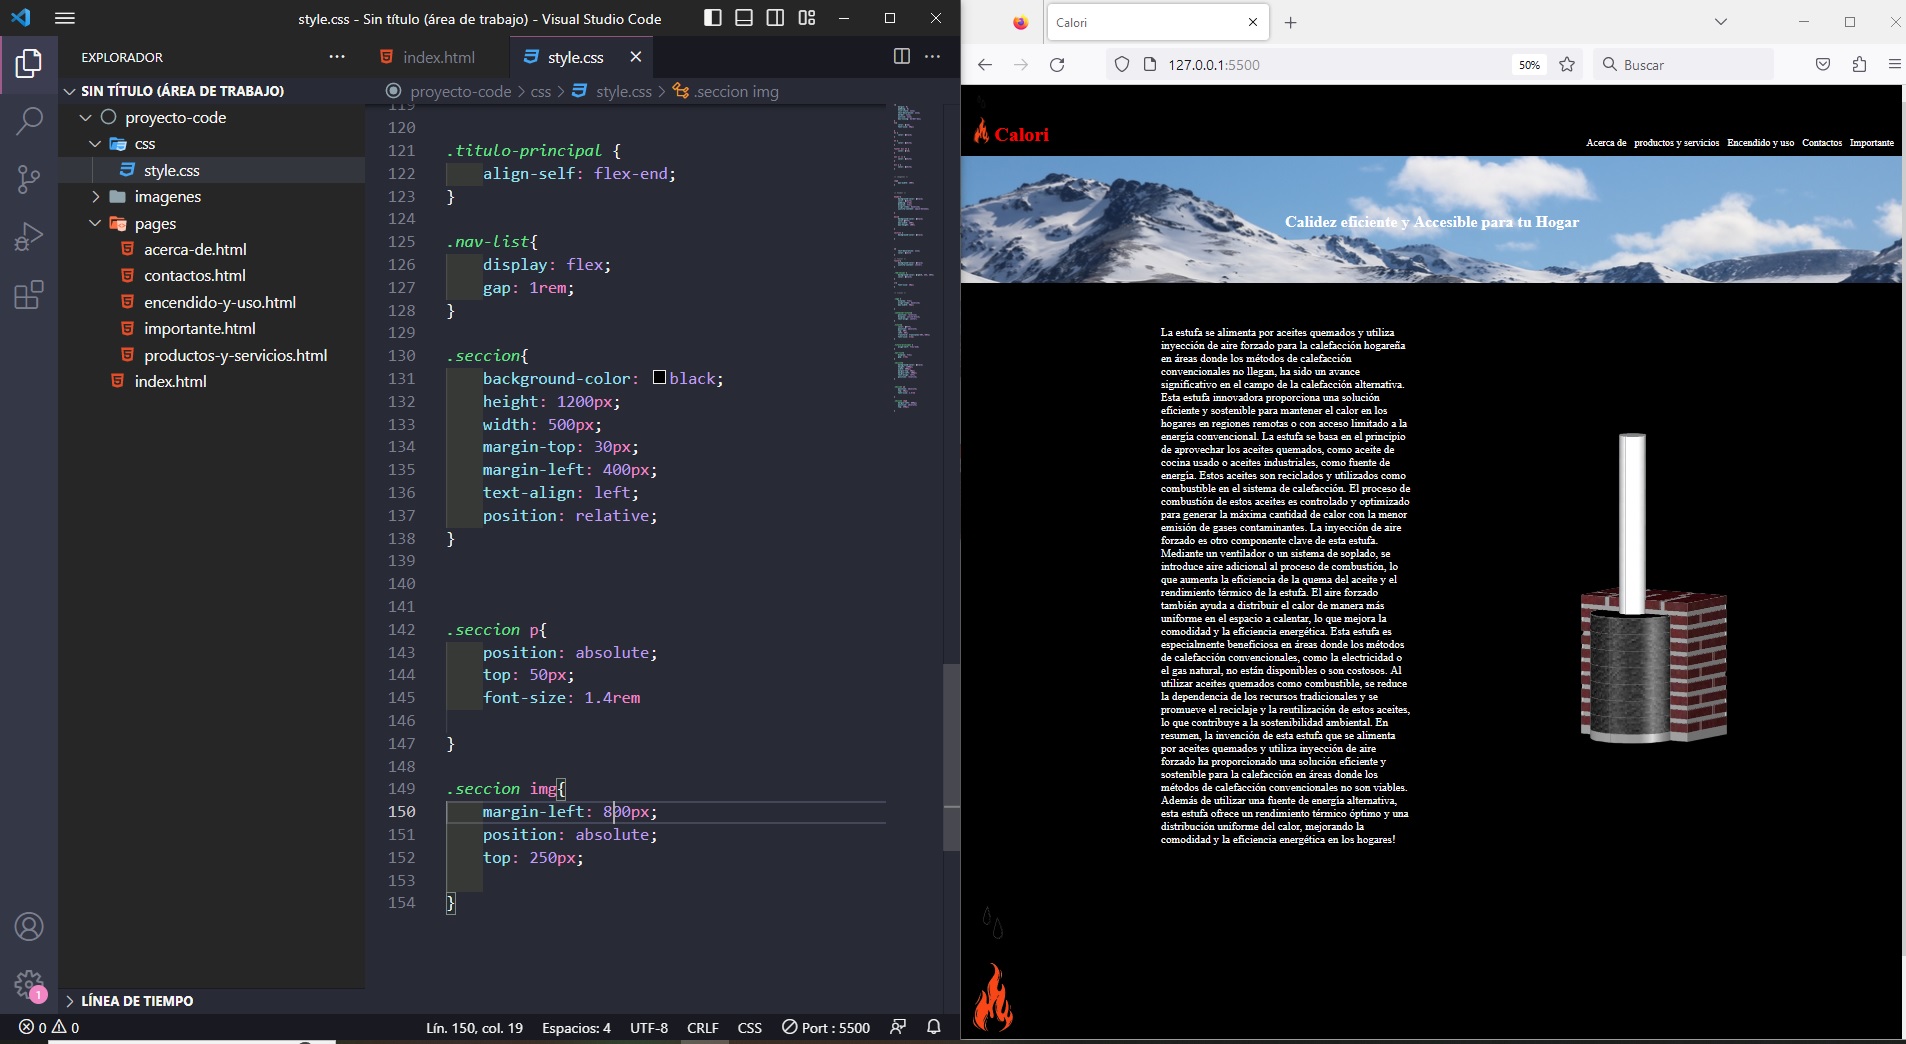 style.css - Sin título (área de trabajo) - Visual Studio Code
EXPLORADOR
SIN TÍTULO (ÁREA DE TRABAJO)
proyecto-code
css
style.css
imagenes
pages
acerca-de.html
contactos.html
encendido-y-uso.html
importante.html
productos-y-servicios.html
index.html
LÍNEA DE TIEMPO
1
index.html
style.css
proyecto-code > css > style.css > .seccion img
119
120
121 .titulo-principal {
122 align-self: flex-end;
123 }
124
125 .nav-list{
126 display: flex;
127 gap: 1rem;
128 }
129
130 .seccion{
131 background-color: black;
132 height: 1200px;
133 width: 500px;
134 margin-top: 30px;
135 margin-left: 400px;
136 text-align: left;
137 position: relative;
138 }
139
140
141
142 .seccion p{
143 position: absolute;
144 top: 50px;
145 font-size: 1.4rem
146
147 }
148
149 .seccion img{
150 margin-left: 800px;
151 position: absolute;
152 top: 250px;
153
154 }
0 0
Lín. 150, col. 19 Espacios: 4 UTF-8 CRLF CSS Port : 5500
Calori
127.0.0.1:5500
50%
Buscar
Calori
Acerca de productos y servicios Encendido y uso Contactos Importante
Calidez eficiente y Accesible para tu Hogar
La estufa se alimenta por aceites quemados y utiliza
inyección de aire forzado para la calefacción hogareña
en áreas donde los métodos de calefacción
convencionales no llegan, ha sido un avance
significativo en el campo de la calefacción alternativa.
Esta estufa innovadora proporciona una solución
eficiente y sostenible para mantener el calor en los
hogares en regiones remotas o con acceso limitado a la
energía convencional. La estufa se basa en el principio
de aprovechar los aceites quemados, como aceite de
cocina usado o aceites industriales, como fuente de
energía. Estos aceites son reciclados y utilizados como
combustible en el sistema de calefacción. El proceso de
combustión de estos aceites es controlado y optimizado
para generar la máxima cantidad de calor con la menor
emisión de gases contaminantes. La inyección de aire
forzado es otro componente clave de esta estufa.
Mediante un ventilador o un sistema de soplado, se
introduce aire adicional al proceso de combustión, lo
que aumenta la eficiencia de la quema del aceite y el
rendimiento térmico de la estufa. El aire forzado
también ayuda a distribuir el calor de manera más
uniforme en el espacio a calentar, lo que mejora la
comodidad y la eficiencia energética. Esta estufa es
especialmente beneficiosa en áreas donde los métodos
de calefacción convencionales, como la electricidad o
el gas natural, no están disponibles o son costosos. Al
utilizar aceites quemados como combustible, se reduce
la dependencia de los recursos tradicionales y se
promueve el reciclaje y la reutilización de estos aceites,
lo que contribuye a la sostenibilidad ambiental. En
resumen, la invención de esta estufa que se alimenta
por aceites quemados y utiliza inyección de aire
forzado ha proporcionado una solución eficiente y
sostenible para la calefacción en áreas donde los
métodos de calefacción convencionales no son viables.
Además de utilizar una fuente de energía alternativa,
esta estufa ofrece un rendimiento térmico óptimo y una
distribución uniforme del calor, mejorando la
comodidad y la eficiencia energética en los hogares!